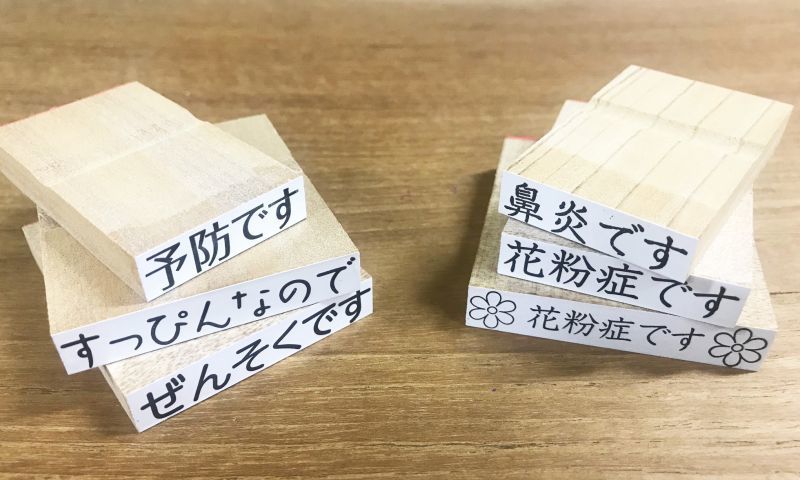 予防です
すっぴんなので
ぜんそくです
鼻炎です
花粉症です
花粉症です